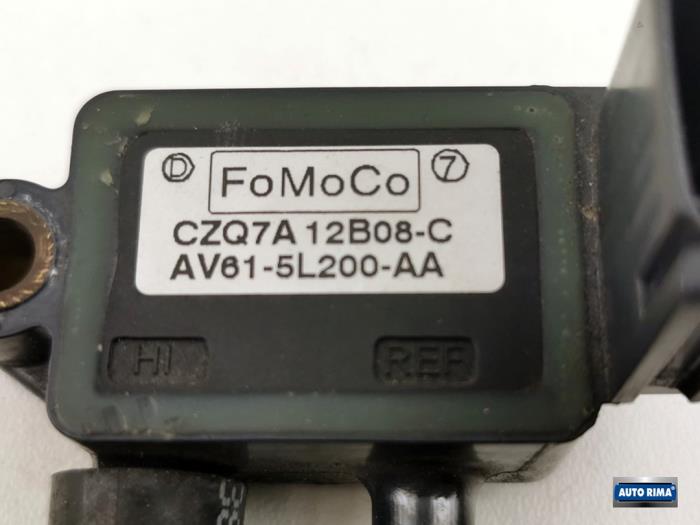 D FoMoCo 7
CZQ7A 12B08-C
AV61-5L200-AA
HI REF
AUTO RIMA